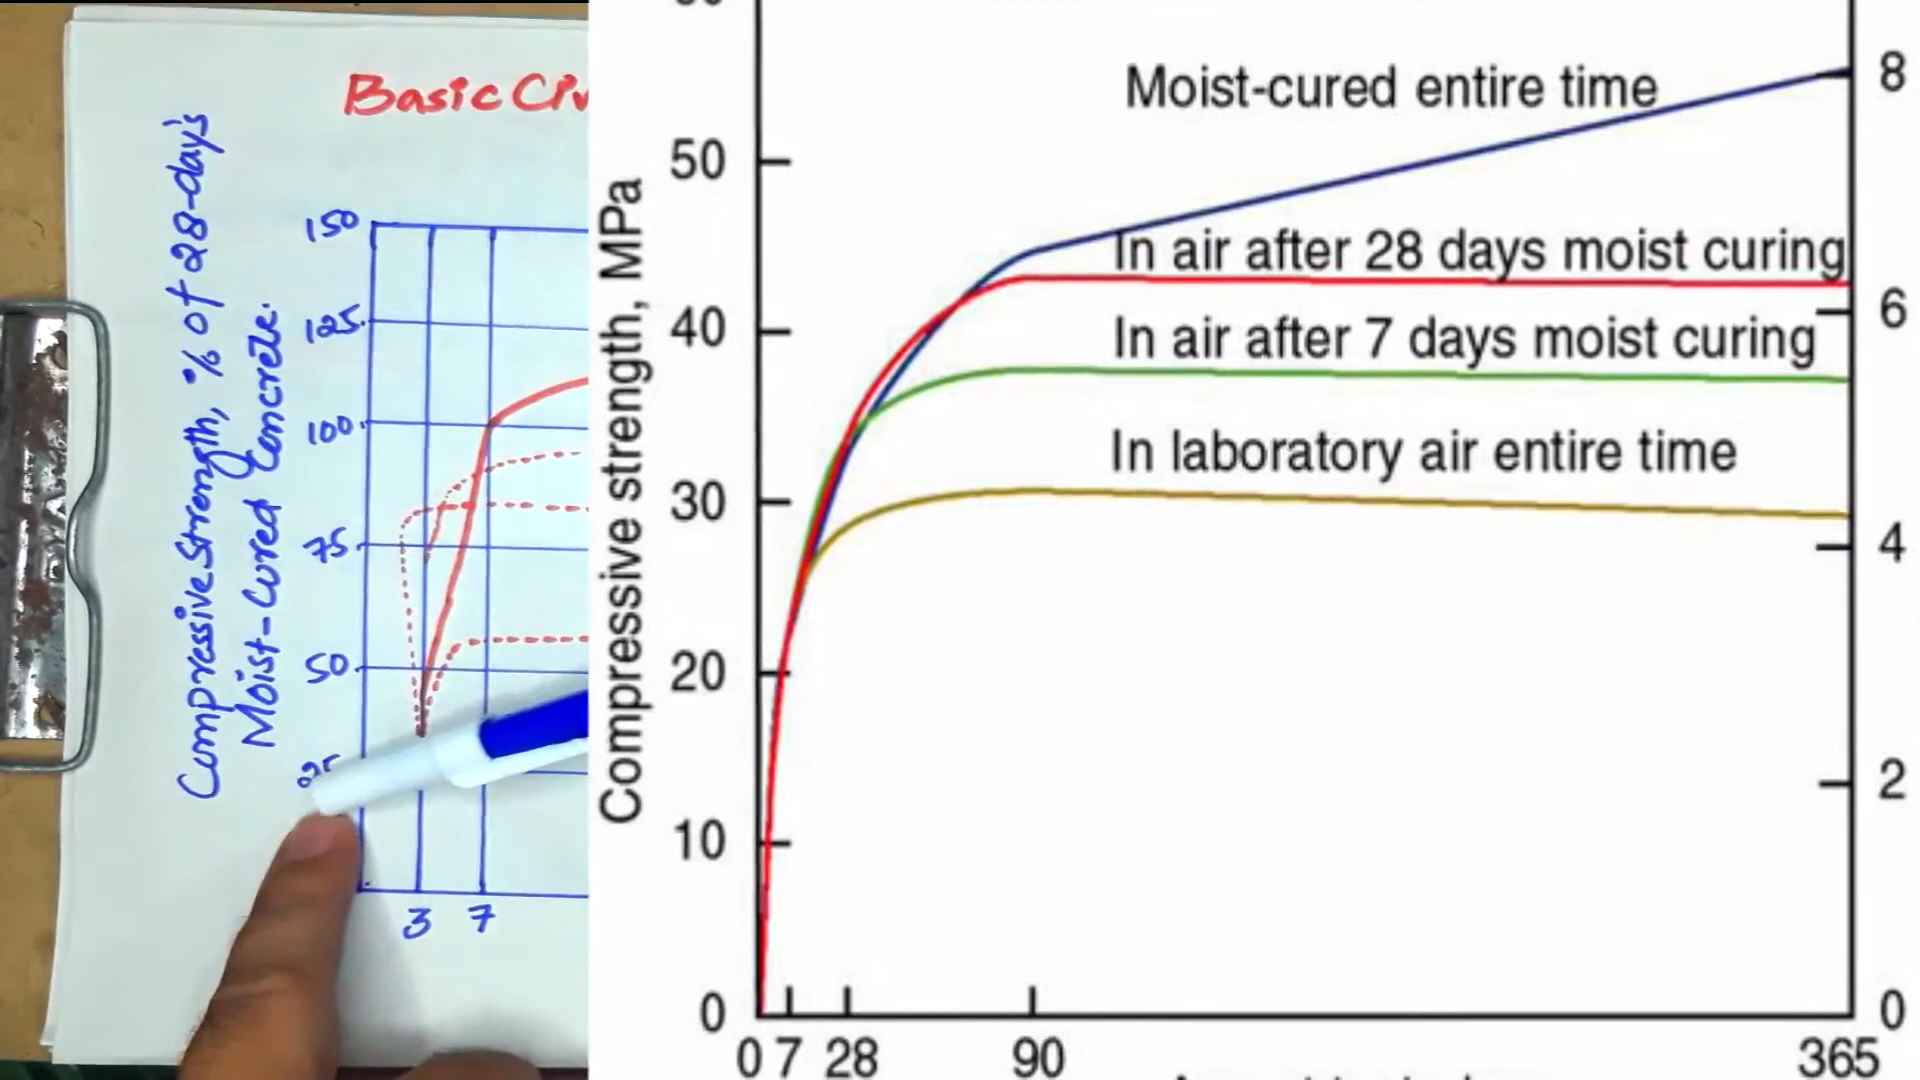 Basic Civ
Compressive Strength, % of 28-day's
Moist-Cured Concrete.
150
125
100
75
50
25
3 7
Compressive strength, MPa
50
40
30
20
10
0
Moist-cured entire time
In air after 28 days moist curing
In air after 7 days moist curing
In laboratory air entire time
8
6
4
2
0
0 7 28 90 365